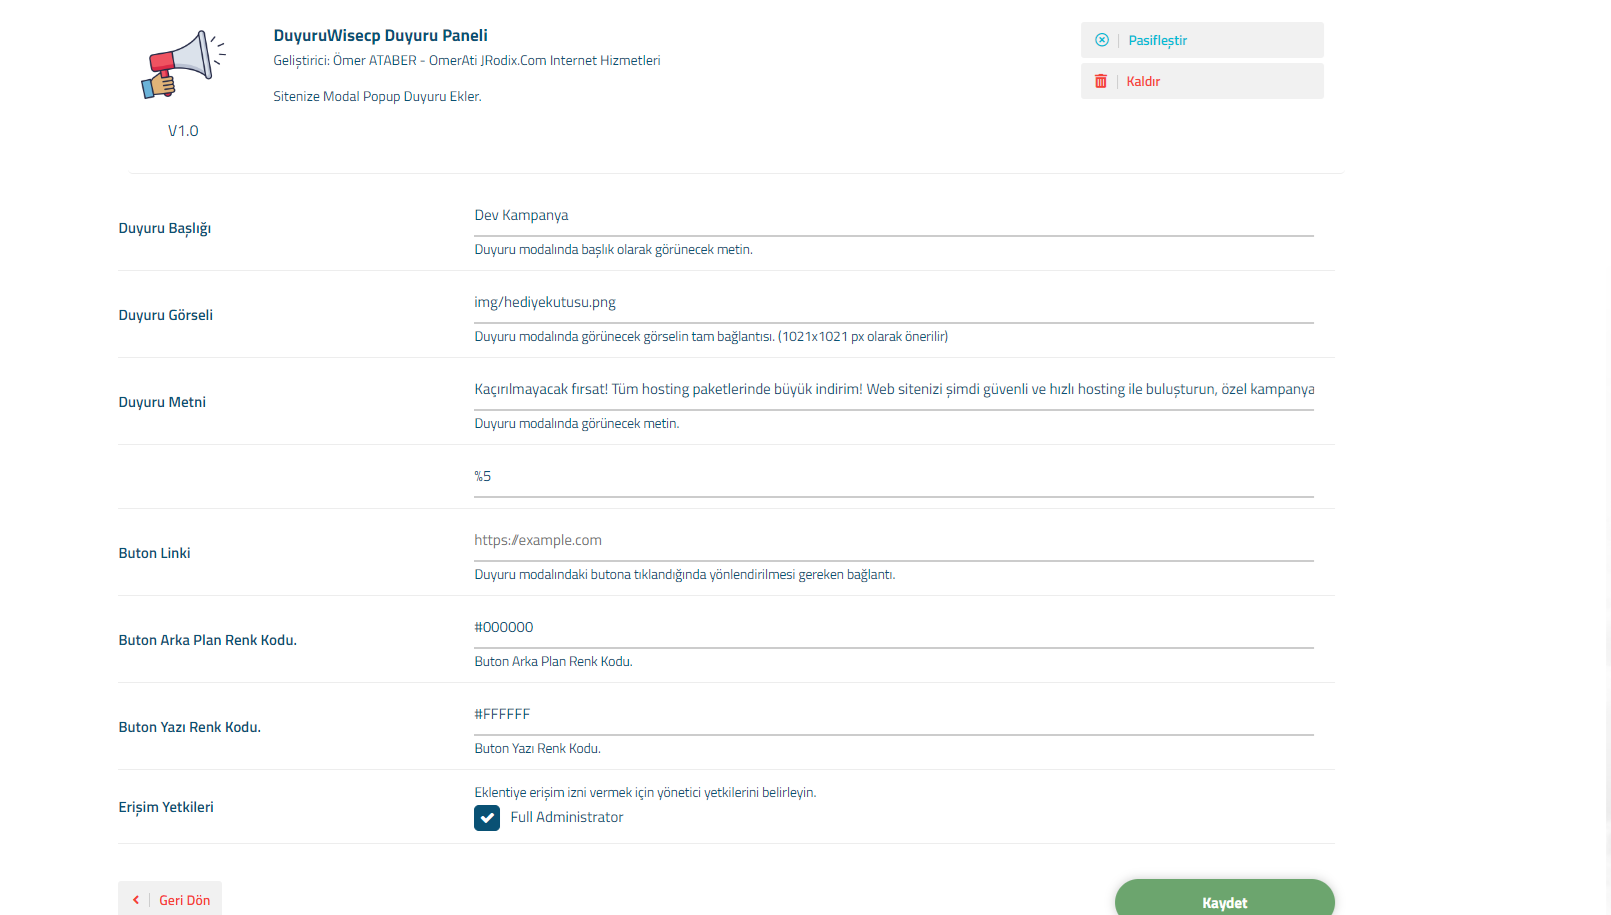 DuyuruWisecp Duyuru Paneli
Geliştirici: Ömer ATABER - OmerAti JRodix.Com Internet Hizmetleri
Sitenize Modal Popup Duyuru Ekler.
V1.0
Pasifleştir
Kaldır
Duyuru Başlığı
Dev Kampanya
Duyuru modalında başlık olarak görünecek metin.
Duyuru Görseli
img/hediyekutusu.png
Duyuru modalında görünecek görselin tam bağlantısı. (1021x1021 px olarak önerilir)
Duyuru Metni
Kaçırılmayacak fırsat! Tüm hosting paketlerinde büyük indirim! Web sitenizi şimdi güvenli ve hızlı hosting ile buluşturun, özel kampanya
Duyuru modalında görünecek metin.
%5
Buton Linki
https://example.com
Duyuru modalındaki butona tıklandığında yönlendirilmesi gereken bağlantı.
Buton Arka Plan Renk Kodu.
#000000
Buton Arka Plan Renk Kodu.
Buton Yazı Renk Kodu.
#FFFFFF
Buton Yazı Renk Kodu.
Erişim Yetkileri
Eklentiye erişim izni vermek için yönetici yetkilerini belirleyin.
Full Administrator
Geri Dön
Kaydet